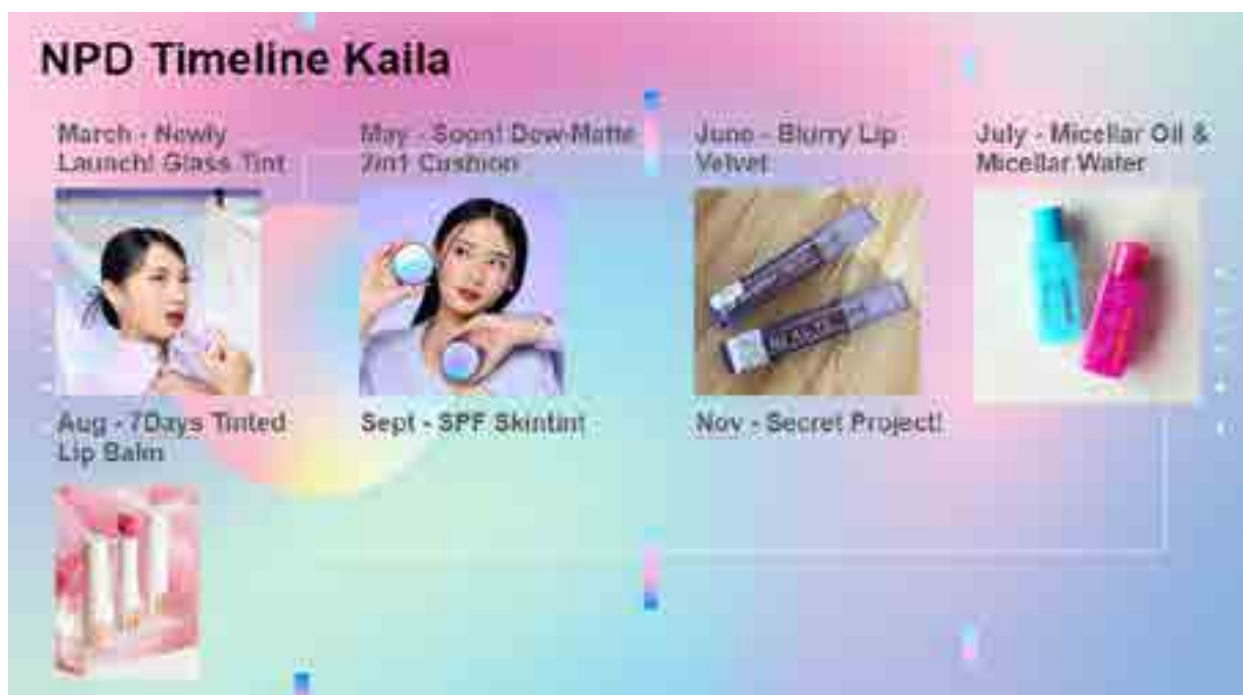 NPD Timeline Kaila
March - Newly
Launch! Glass Tint
May - Soon! Dew-Matte
2in1 Cushion
June - Blurry Lip
Velvet
July - Micellar Oil &
Micellar Water
Aug - 7Days Tinted
Lip Balm
Sept - SPF Skintint
Nov - Secret Project!